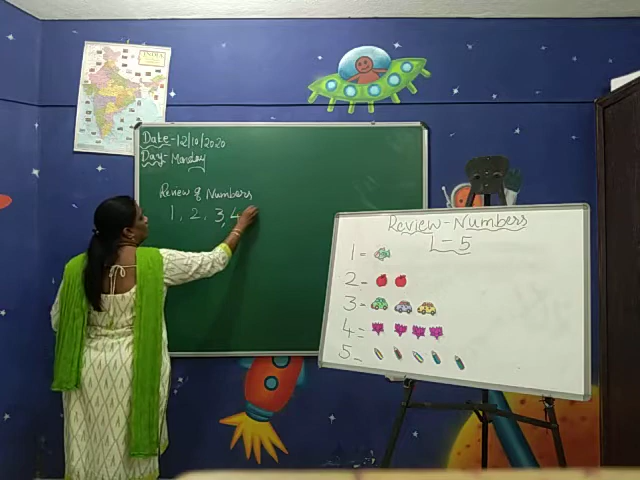 INDIA
Date-12/10/2020
Day-Monday
Review of Numbers
1, 2, 3, 4
Review-Numbers
1-5
1=
2=
3=
4=
5=